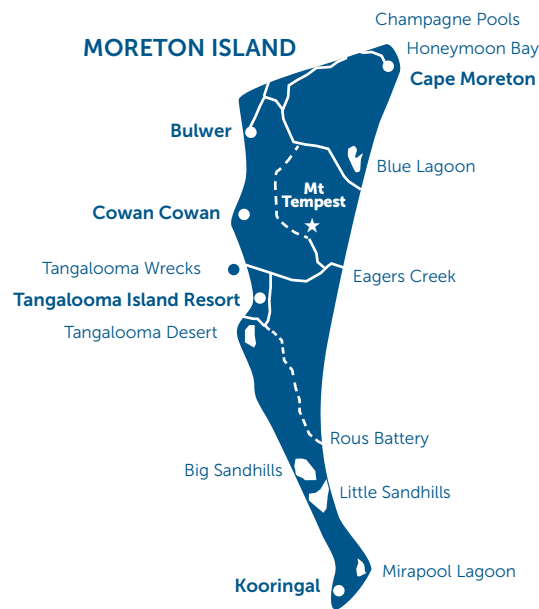 Champagne Pools
MORETON ISLAND
Honeymoon Bay
Cape Moreton
Bulwer
Blue Lagoon
Mt
Tempest
Cowan Cowan
Tangalooma Wrecks
Eagers Creek
Tangalooma Island Resort
Tangalooma Desert
Rous Battery
Big Sandhills
Little Sandhills
Mirapool Lagoon
Kooringal